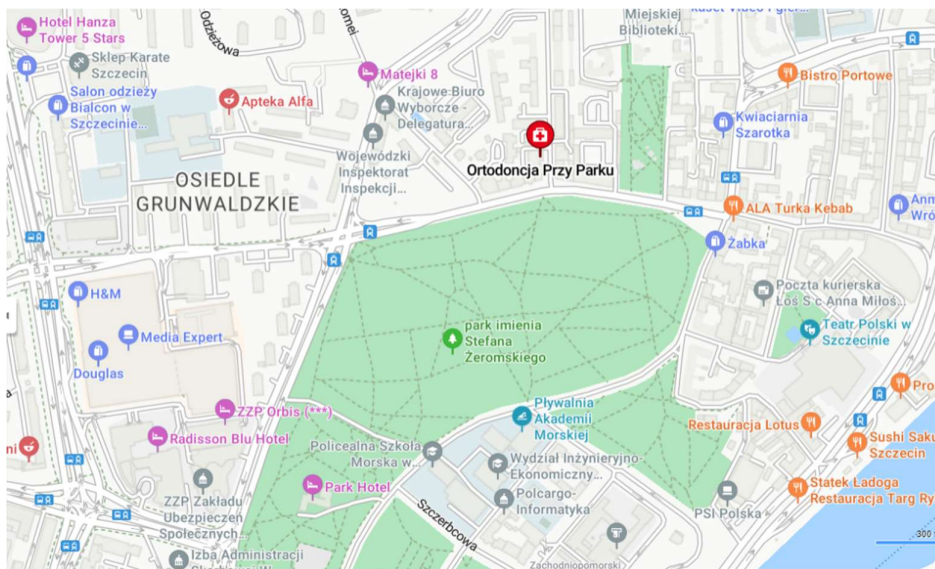 Hotel Hanza
Tower 5 Stars
Odzieżowa
Sklep Karate
Szczecin
Salon odzieży
Bialcon w
Szczecinie...
Apteka Alfa
Matejki 8
Krajowe Biuro
Wyborcze -
Delegatura...
Wojewódzki
Inspektorat
Inspekcji...
Miejskiej
Biblioteki...
Bistro Portowe
Kwiaciarnia
Szarotka
Ortodoncja Przy Parku
OSIEDLE
GRUNWALDZKIE
ALA Turka Kebab
Żabka
H&M
Media Expert
Douglas
park imienia
Stefana
Żeromskiego
Poczta kurierska
Łoś S c Anna Miłoś...
Teatr Polski w
Szczecinie
ZZP Orbis (***)
Radisson Blu Hotel
Pływalnia
Akademii
Morskiej
Policealna Szkoła
Morska w...
Wydział Inżynieryjno-
Ekonomiczny...
Park Hotel
Polcargo-
Informatyka
Szczerbcowa
ZZP Zakładu
Ubezpieczeń
Społecznych...
Izba Administracji
PSI Polska
Restauracja Lotus
Sushi Saku
Szczecin
Statek Ładoga
Restauracja Targ Ry
Zachodniopomorski
300